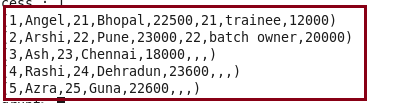 (1,Angel,21,Bhopal,22500,21,trainee,12000)
(2,Arshi,22,Pune,23000,22,batch owner,20000)
(3,Ash,23,Chennai,18000,,,)
(4,Rashi,24,Dehradun,23600,,,)
(5,Azra,25,Guna,22600,,,)